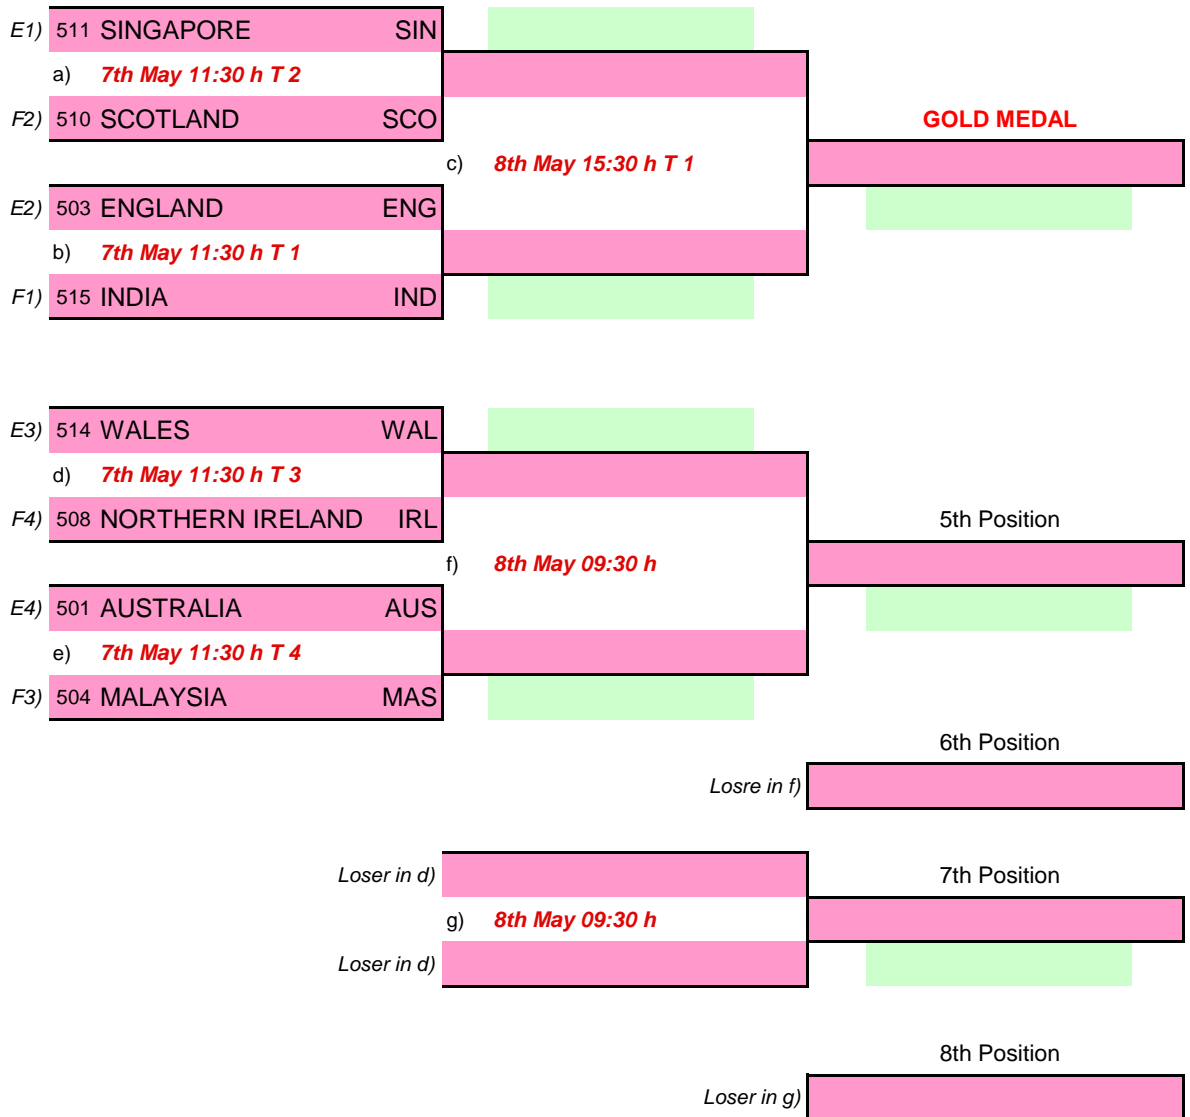 E1) 511 SINGAPORE SIN
a) 7th May 11:30 h T 2
F2) 510 SCOTLAND SCO
GOLD MEDAL
c) 8th May 15:30 h T 1
E2) 503 ENGLAND ENG
b) 7th May 11:30 h T 1
F1) 515 INDIA IND
E3) 514 WALES WAL
d) 7th May 11:30 h T 3
F4) 508 NORTHERN IRELAND IRL
5th Position
f) 8th May 09:30 h
E4) 501 AUSTRALIA AUS
e) 7th May 11:30 h T 4
F3) 504 MALAYSIA MAS
6th Position
Losre in f)
Loser in d)
7th Position
g) 8th May 09:30 h
Loser in d)
8th Position
Loser in g)